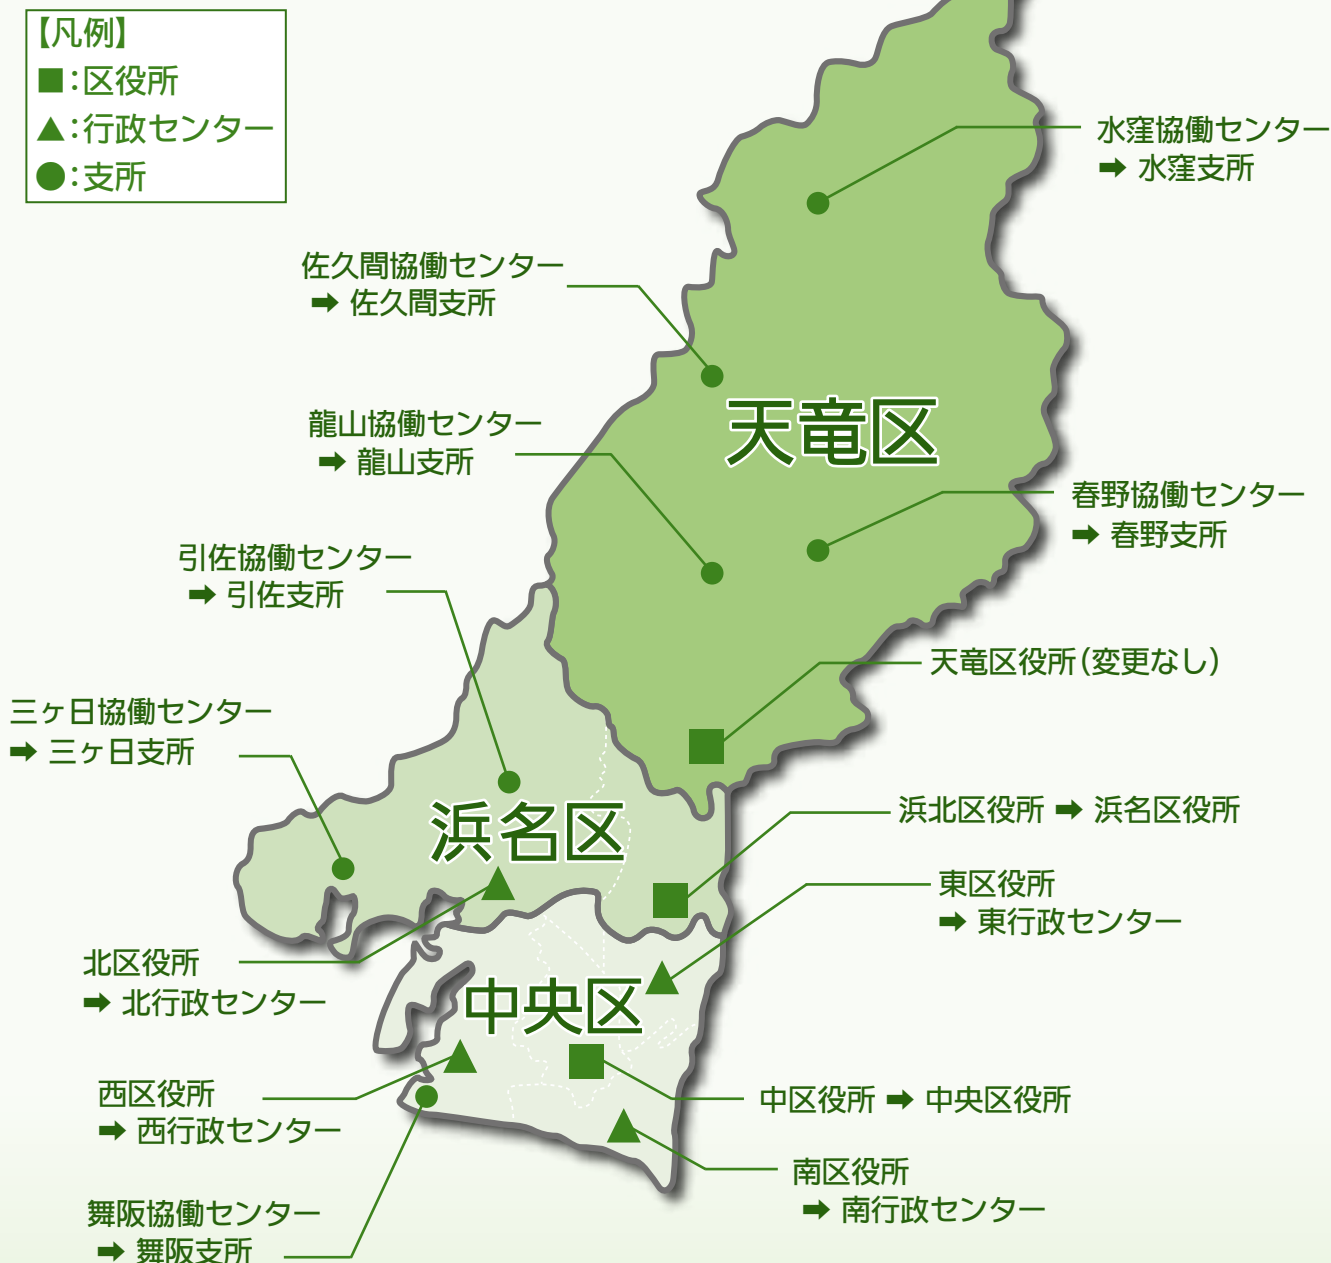 【凡例】
■:区役所
▲:行政センター
●:支所
水窪協働センター
➡ 水窪支所
佐久間協働センター
➡ 佐久間支所
天竜区
龍山協働センター
➡ 龍山支所
春野協働センター
➡ 春野支所
引佐協働センター
➡ 引佐支所
天竜区役所(変更なし)
三ヶ日協働センター
➡ 三ヶ日支所
浜名区
浜北区役所 ➡ 浜名区役所
東区役所
➡ 東行政センター
北区役所
➡ 北行政センター
中央区
西区役所
➡ 西行政センター
中区役所 ➡ 中央区役所
南区役所
➡ 南行政センター
舞阪協働センター
➡ 舞阪支所